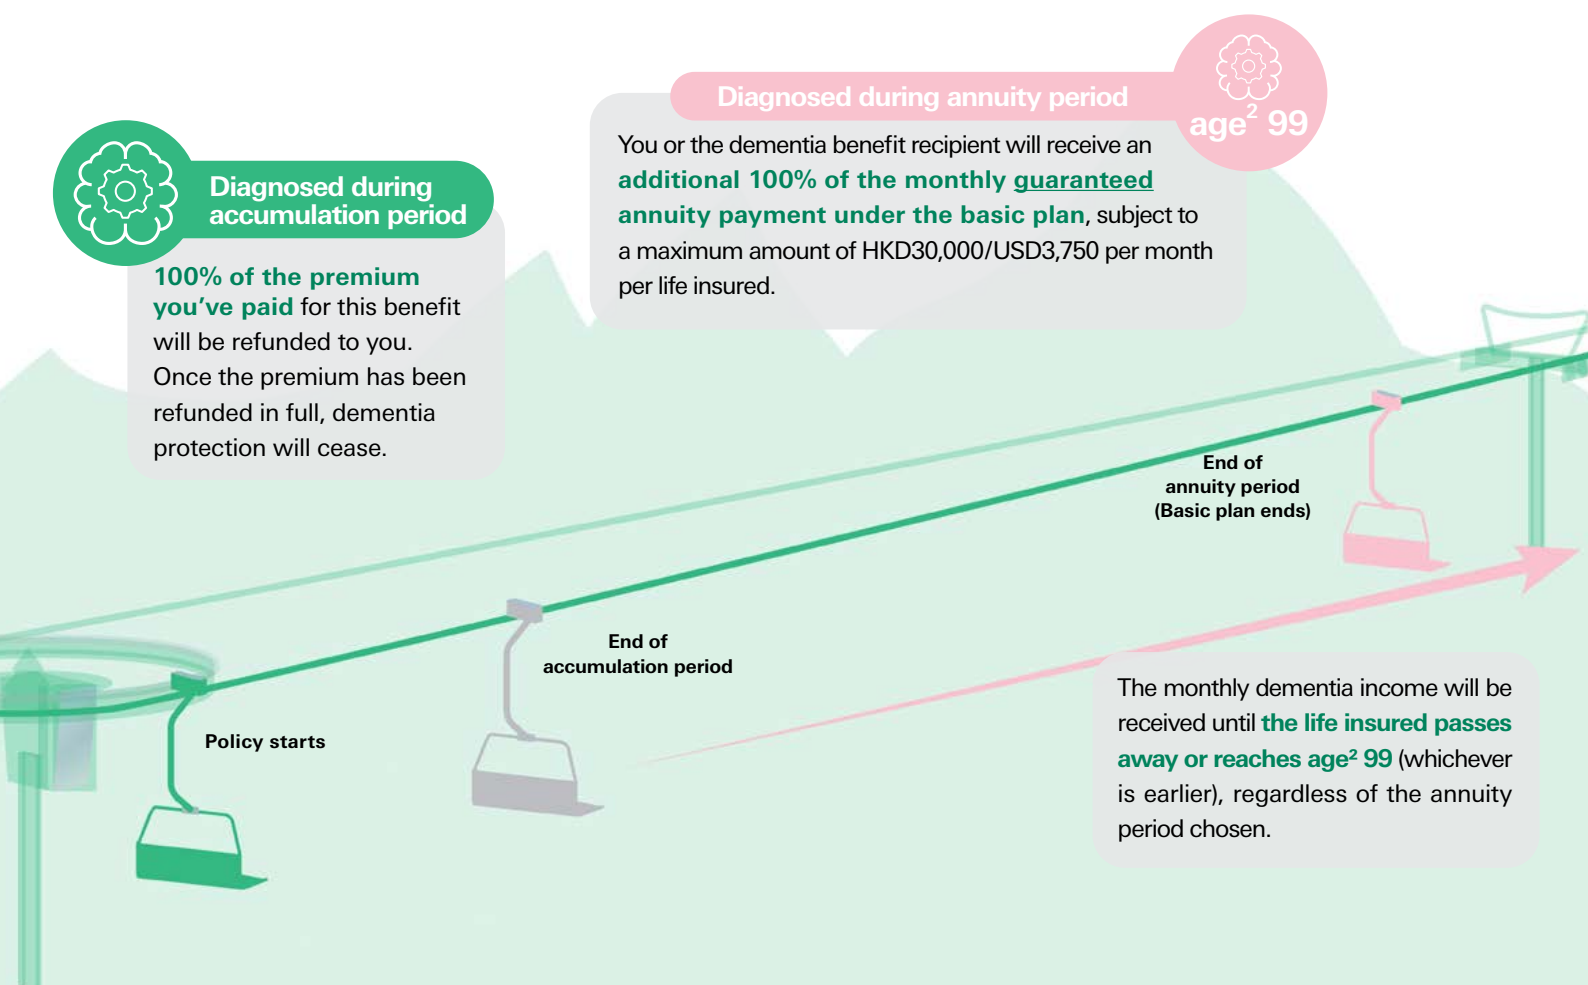 Diagnosed during
accumulation period
100% of the premium
you've paid for this benefit
will be refunded to you.
Once the premium has been
refunded in full, dementia
protection will cease.
Diagnosed during annuity period
age² 99
You or the dementia benefit recipient will receive an
additional 100% of the monthly guaranteed
annuity payment under the basic plan, subject to
a maximum amount of HKD30,000/USD3,750 per month
per life insured.
End of
annuity period
(Basic plan ends)
End of
accumulation period
Policy starts
The monthly dementia income will be
received until the life insured passes
away or reaches age² 99 (whichever
is earlier), regardless of the annuity
period chosen.